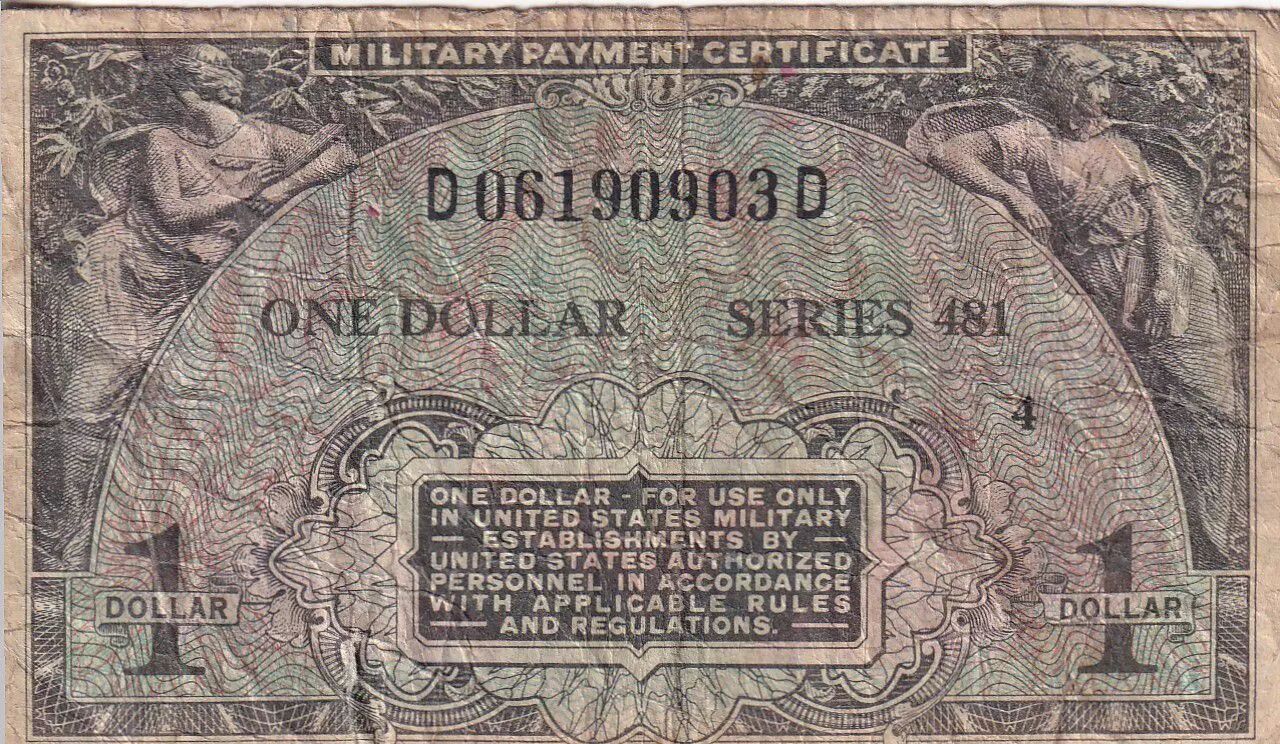 MILITARY PAYMENT CERTIFICATE
D06190903D
ONE DOLLAR SERIES 481
4
ONE DOLLAR - FOR USE ONLY
IN UNITED STATES MILITARY
— ESTABLISHMENTS BY —
UNITED STATES AUTHORIZED
PERSONNEL IN ACCORDANCE
WITH APPLICABLE RULES
— AND REGULATIONS. —
1 DOLLAR
1 DOLLAR